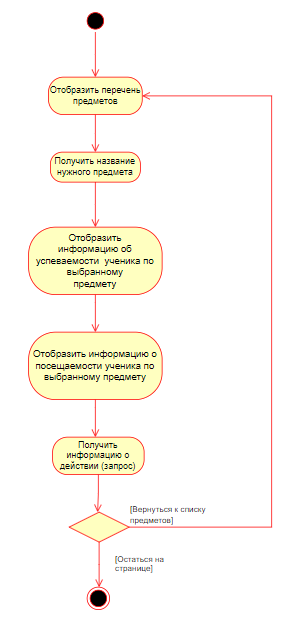 Отобразить перечень
предметов
Получить название
нужного предмета
Отобразить
информацию об
успеваемости ученика по
выбранному
предмету
Отобразить информацию о
посещаемости ученика по
выбранному предмету
Получить
информацию о
действии (запрос)
[Вернуться к списку
предметов]
[Остаться на
странице]